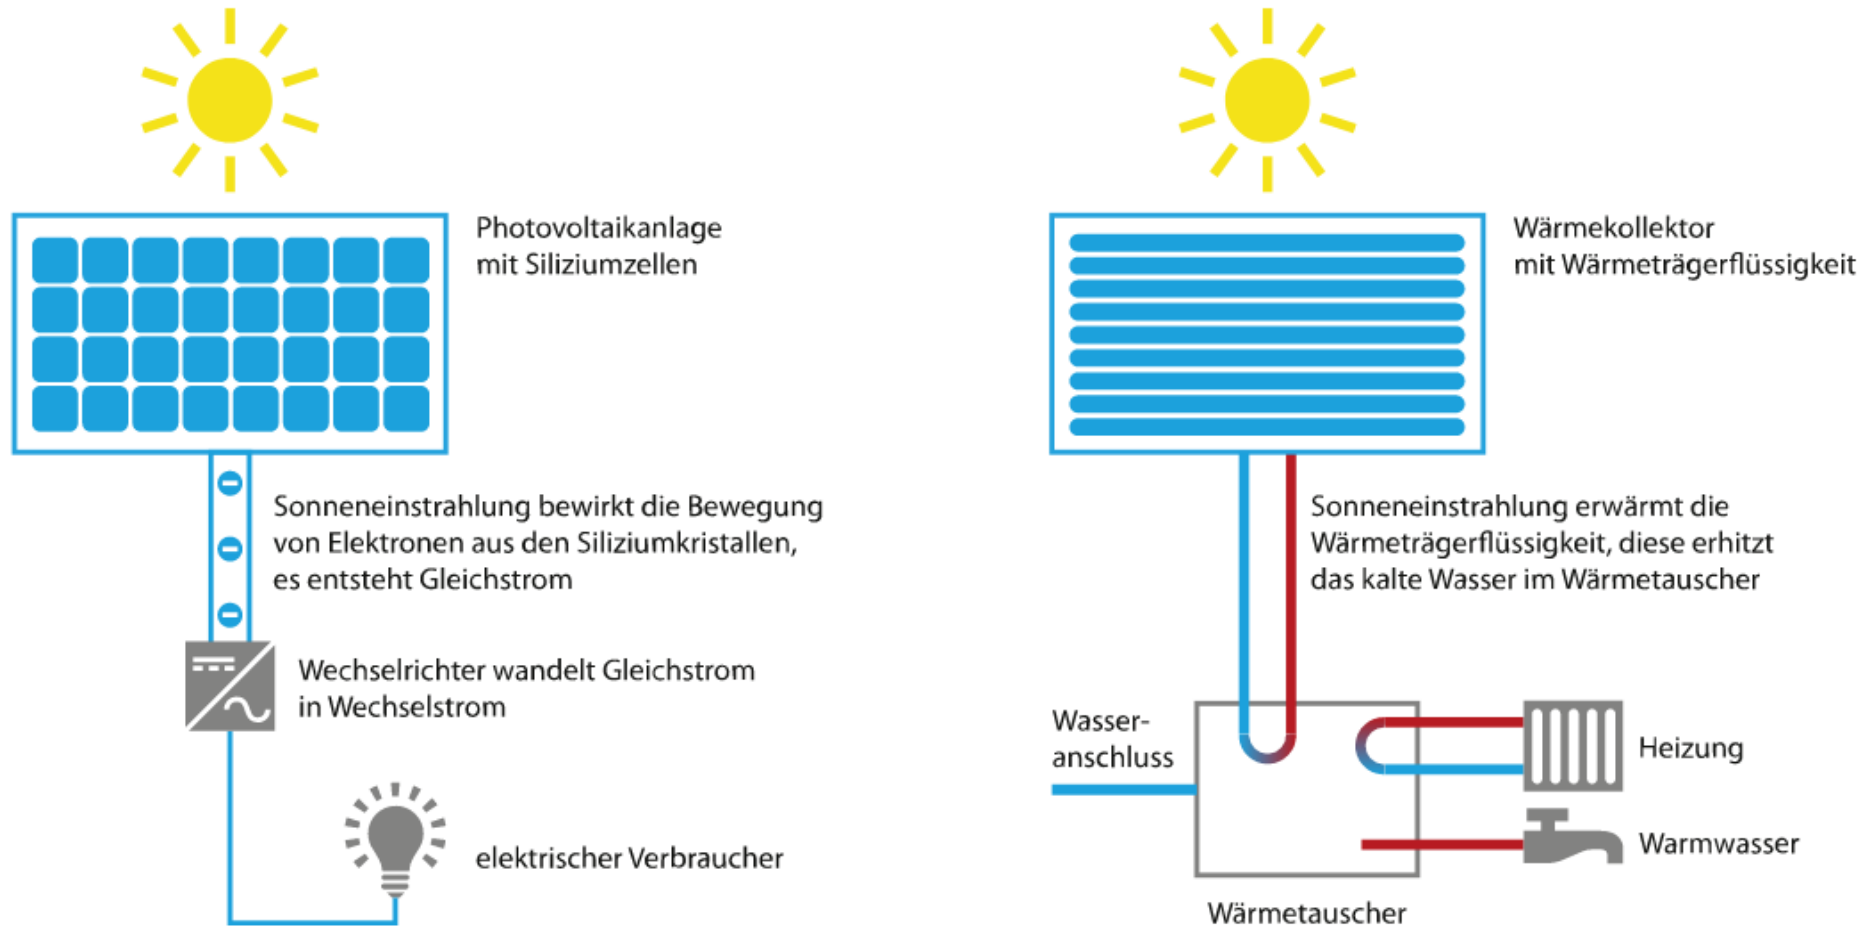 Photovoltaikanlage
mit Siliziumzellen
Sonneneinstrahlung bewirkt die Bewegung
von Elektronen aus den Siliziumkristallen,
es entsteht Gleichstrom
Wechselrichter wandelt Gleichstrom
in Wechselstrom
elektrischer Verbraucher
Wärmekollektor
mit Wärmeträgerflüssigkeit
Sonneneinstrahlung erwärmt die
Wärmeträgerflüssigkeit, diese erhitzt
das kalte Wasser im Wärmetauscher
Wasser-
anschluss
Heizung
Warmwasser
Wärmetauscher